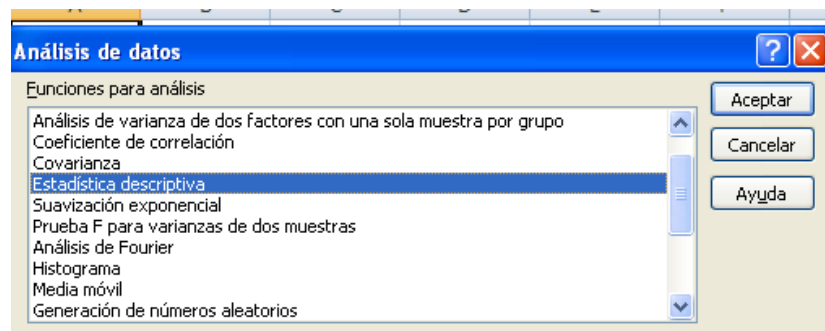 Análisis de datos
Funciones para análisis
Análisis de varianza de dos factores con una sola muestra por grupo
Coeficiente de correlación
Covarianza
Estadística descriptiva
Suavización exponencial
Prueba F para varianzas de dos muestras
Análisis de Fourier
Histograma
Media móvil
Generación de números aleatorios
Aceptar
Cancelar
Ayuda